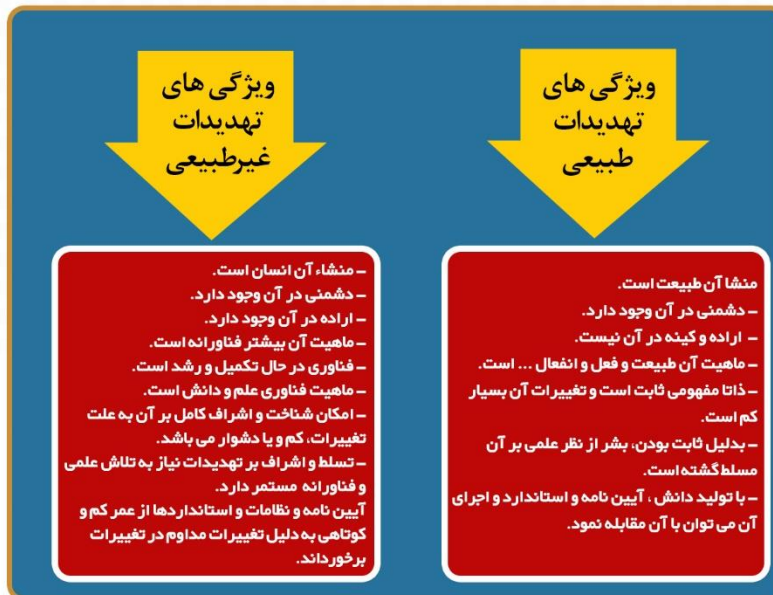 ویژگی های
تهدیدات
طبیعی
منشا آن طبیعت است.
– دشمنی در آن وجود دارد.
– اراده و کینه در آن نیست.
– ماهیت آن طبیعت و فعل و انفعال ... است.
– ذاتا مفهومی ثابت است و تغییرات آن بسیار
کم است.
– بدلیل ثابت بودن، بشر از نظر علمی بر آن
مسلط گشته است.
– با تولید دانش ، آیین نامه و استاندارد و اجرای
آن می توان با آن مقابله نمود.
ویژگی های
تهدیدات
غیرطبیعی
– منشاء آن انسان است.
– دشمنی در آن وجود دارد.
– اراده در آن وجود دارد.
– ماهیت آن بیشتر فناورانه است.
– فناوری در حال تکمیل و رشد است.
– ماهیت فناوری علم و دانش است.
– امکان شناخت و اشراف کامل بر آن به علت
تغییرات، کم و یا دشوار می باشد.
– تسلط و اشراف بر تهدیدات نیاز به تلاش علمی
و فناورانه مستمر دارد.
آیین نامه و نظامات و استانداردها از عمر کم و
کوتاهی به دلیل تغییرات مداوم در تغییرات
برخورداند.